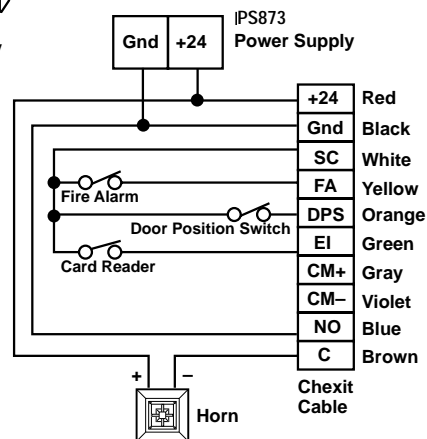 PS873
Gnd +24 Power Supply
+24 Red
Gnd Black
SC White
FA Yellow
Fire Alarm
DPS Orange
Door Position Switch
EI Green
Card Reader
CM+ Gray
CM– Violet
NO Blue
C Brown
+ –
Chexit
Cable
Horn